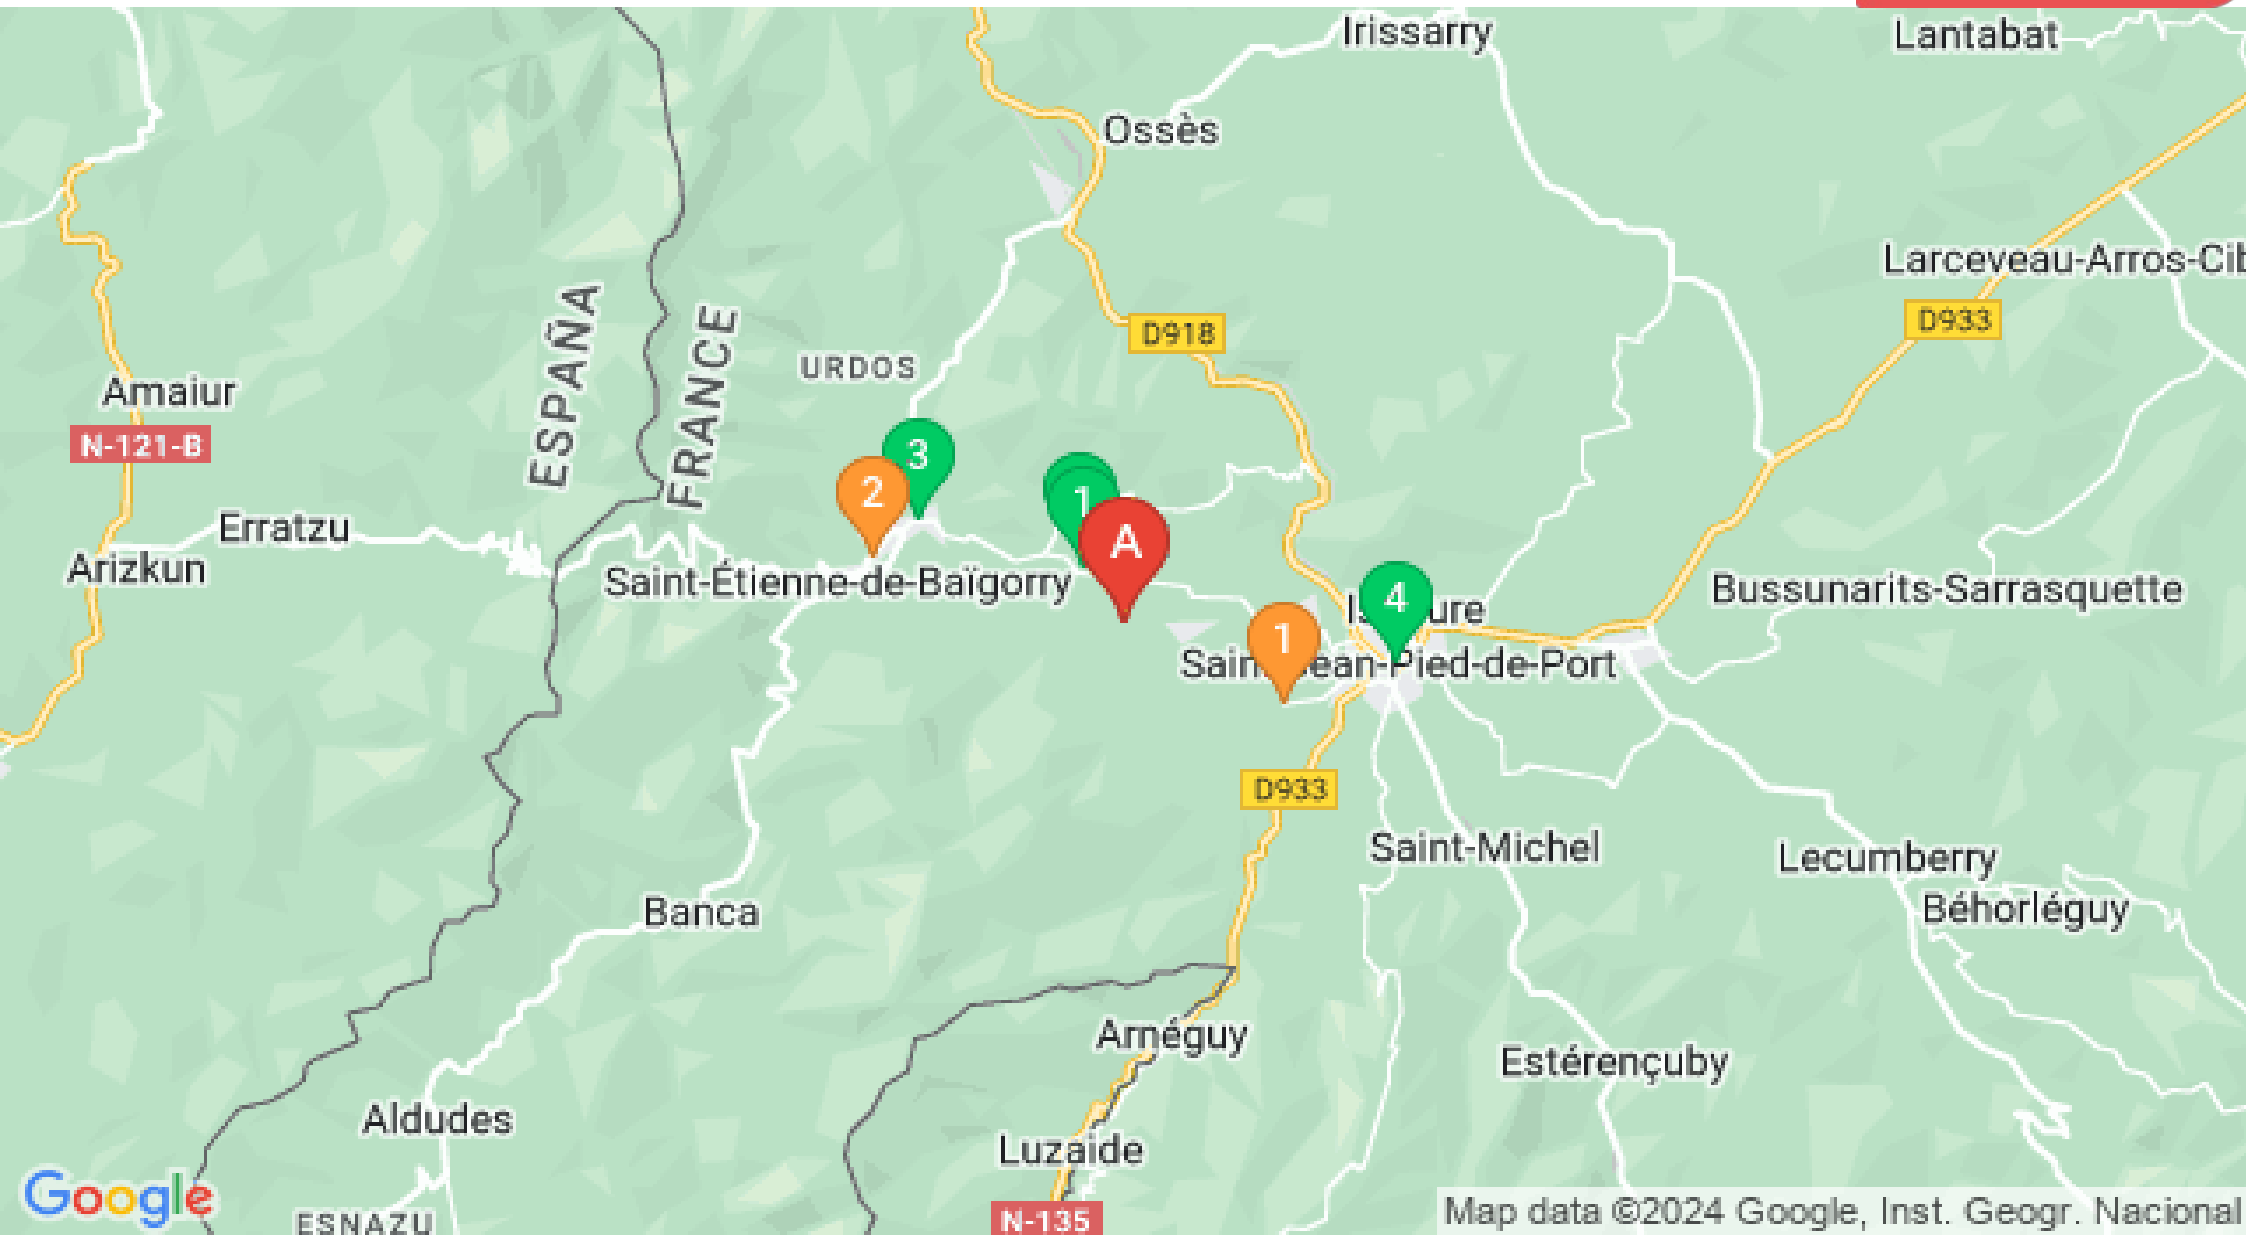 Irissarry
Lantabat
Ossès
Larceveau-Arros-Cib
D933
D918
ESPAÑA
FRANCE
URDOS
Amaiur
N-121-B
3
2
1
A
Erratzu
Arizkun
Saint-Étienne-de-Baïgorry
4
Bussunarits-Sarrasquette
1
D933
Saint-Michel
Lecumberry
Béhorléguy
Banca
Arnéguy
Estérençuby
Aldudes
Luzaide
N-135
Google
ESNAZU
Map data ©2024 Google, Inst. Geogr. Nacional